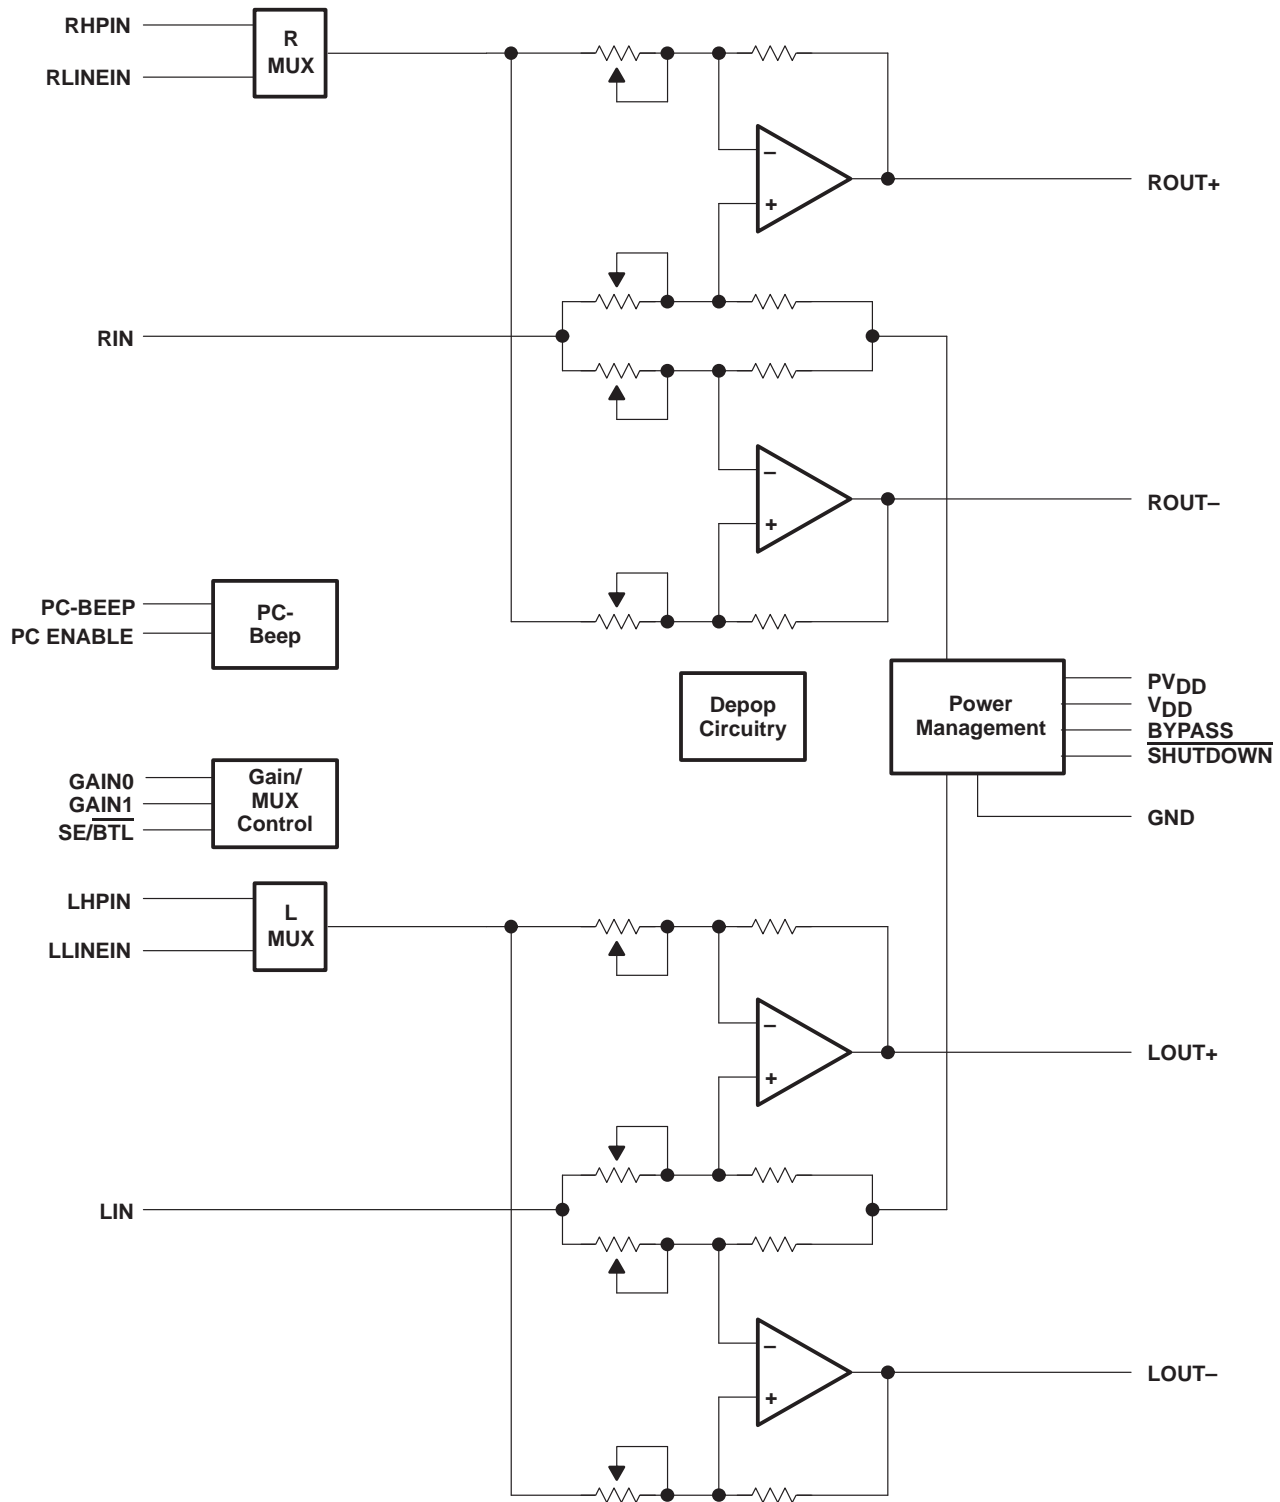 RHPIN
R
MUX
RLINEIN
−
ROUT+
+
RIN
−
ROUT−
+
PC-BEEP
PC ENABLE
PC-
Beep
Depop
Circuitry
Power
Management
PVDD
VDD
BYPASS
SHUTDOWN
GND
GAIN0
GAIN1
SE/BTL
Gain/
MUX
Control
LHPIN
L
MUX
LLINEIN
−
LOUT+
+
LIN
−
LOUT−
+